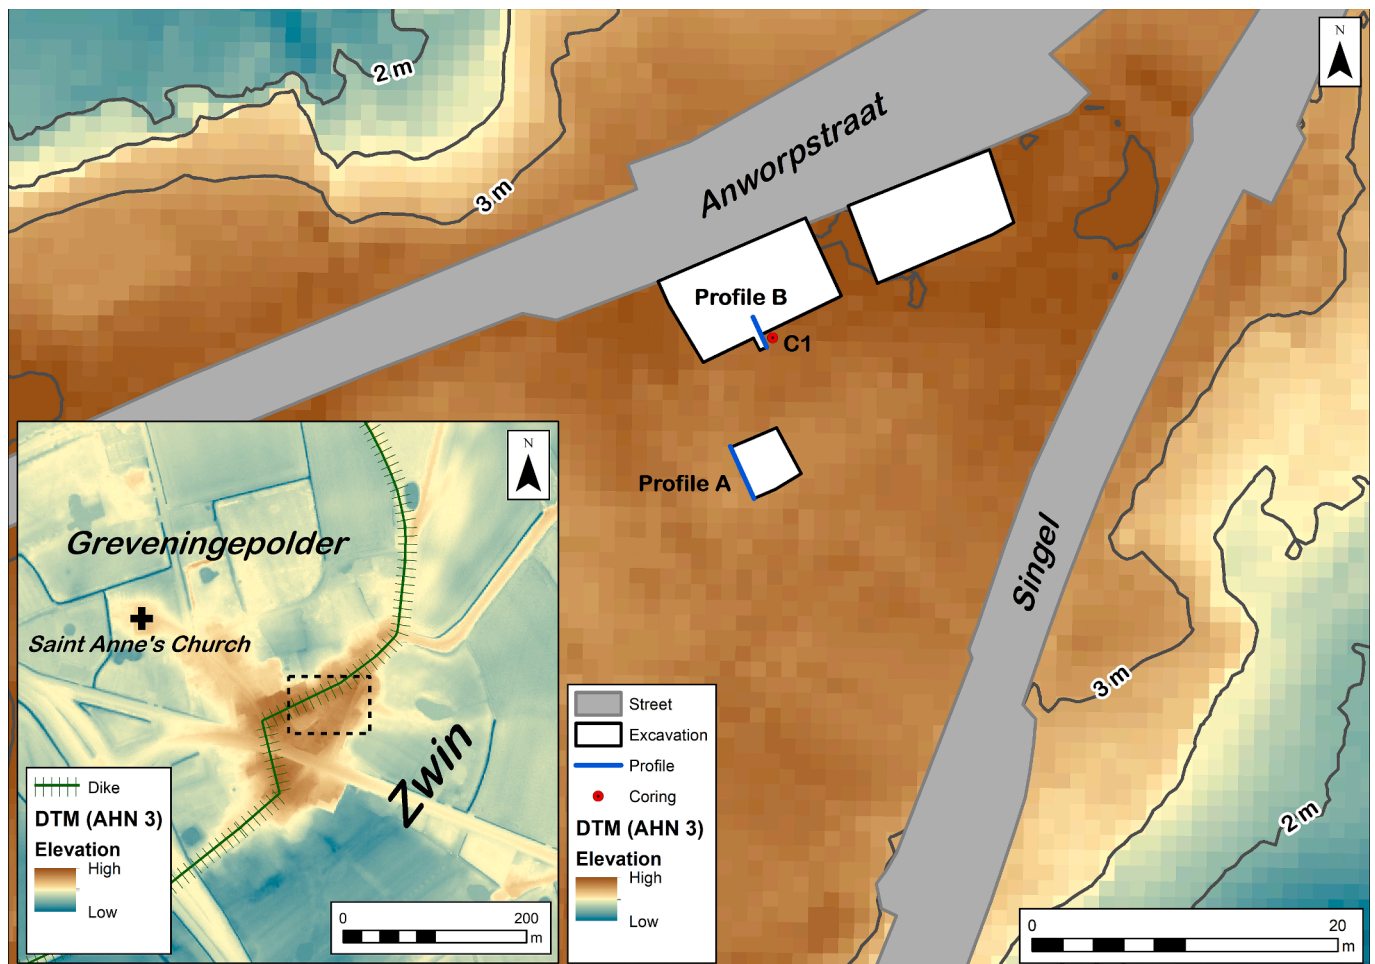 2 m
3 m
Anworpstraat
N
Profile B
C1
Profile A
Singel
3 m
2 m
N
Greveningepolder
Saint Anne's Church
Zwin
Dike
DTM (AHN 3)
Elevation
High
Low
0 200
m
Street
Excavation
Profile
Coring
DTM (AHN 3)
Elevation
High
Low
0 20
m